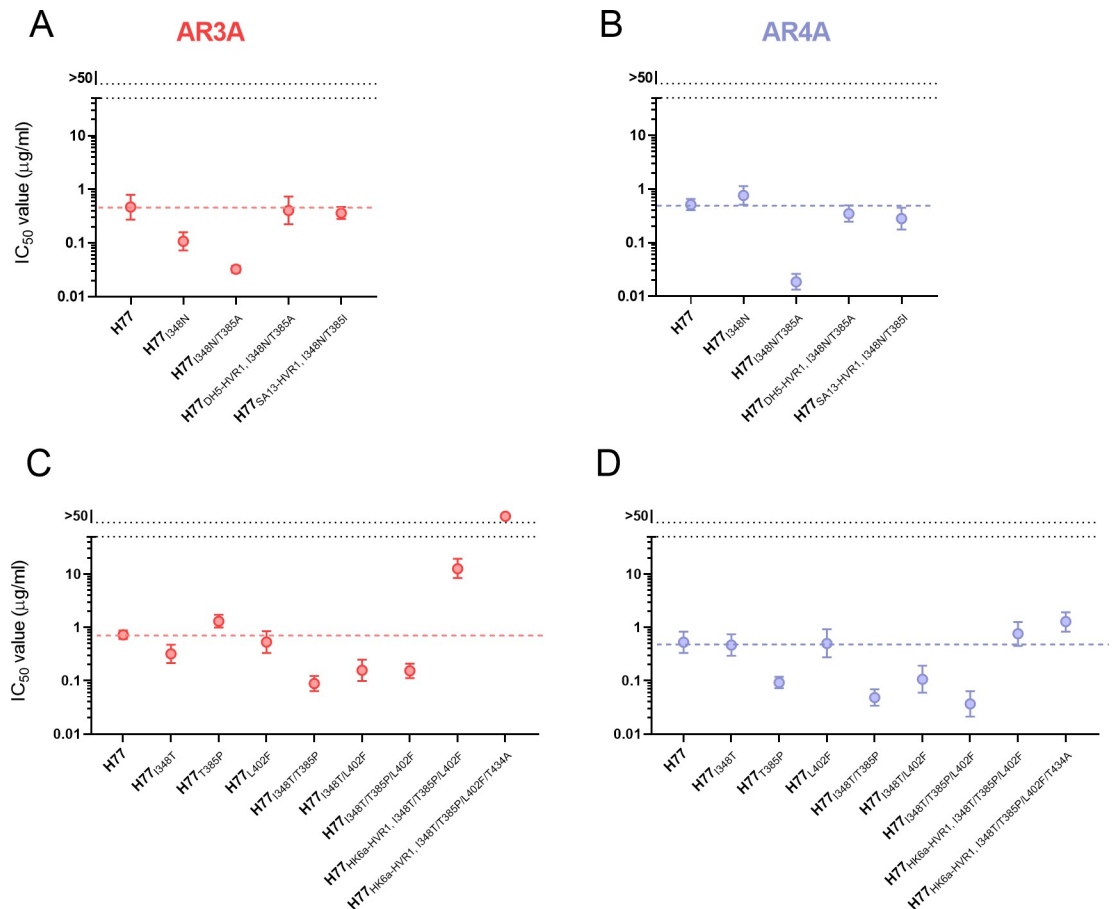 A
AR3A
>50
10
1
0.1
0.01
IC50 value (µg/ml)
H77
H77I348N
H77I348N/T385A
H77DH5-HVR1, I348N/T385A
H77SA13-HVR1, I348N/T385I
B
AR4A
>50
10
1
0.1
0.01
H77
H77I348N
H77I348N/T385A
H77DH5-HVR1, I348N/T385A
H77SA13-HVR1, I348N/T385I
C
>50
10
1
0.1
0.01
IC50 value (µg/ml)
H77
H77I348T
H77T385P
H77L402F
H77I348T/T385P
H77I348T/L402F
H77I348T/T385P/L402F
H77HK6a-HVR1, I348T/T385P/L402F
H77HK6a-HVR1, I348T/T385P/L402F/T434A
D
>50
10
1
0.1
0.01
H77
H77I348T
H77T385P
H77L402F
H77I348T/T385P
H77I348T/L402F
H77I348T/T385P/L402F
H77HK6a-HVR1, I348T/T385P/L402F
H77HK6a-HVR1, I348T/T385P/L402F/T434A